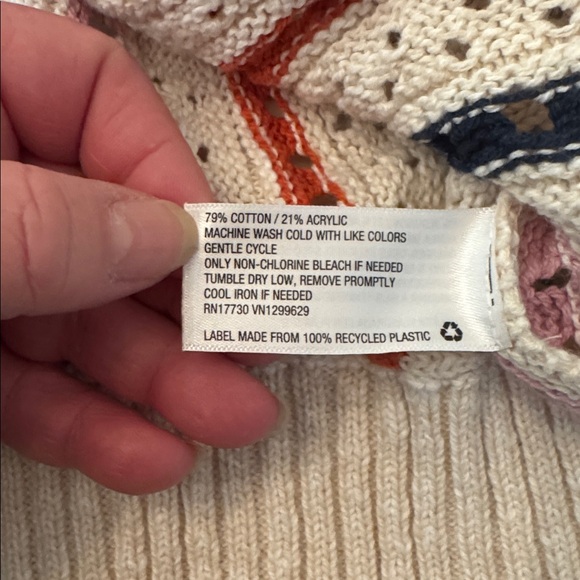 79% COTTON / 21% ACRYLIC
MACHINE WASH COLD WITH LIKE COLORS
GENTLE CYCLE
ONLY NON-CHLORINE BLEACH IF NEEDED
TUMBLE DRY LOW, REMOVE PROMPTLY
COOL IRON IF NEEDED
RN17730 VN1299629
LABEL MADE FROM 100% RECYCLED PLASTIC